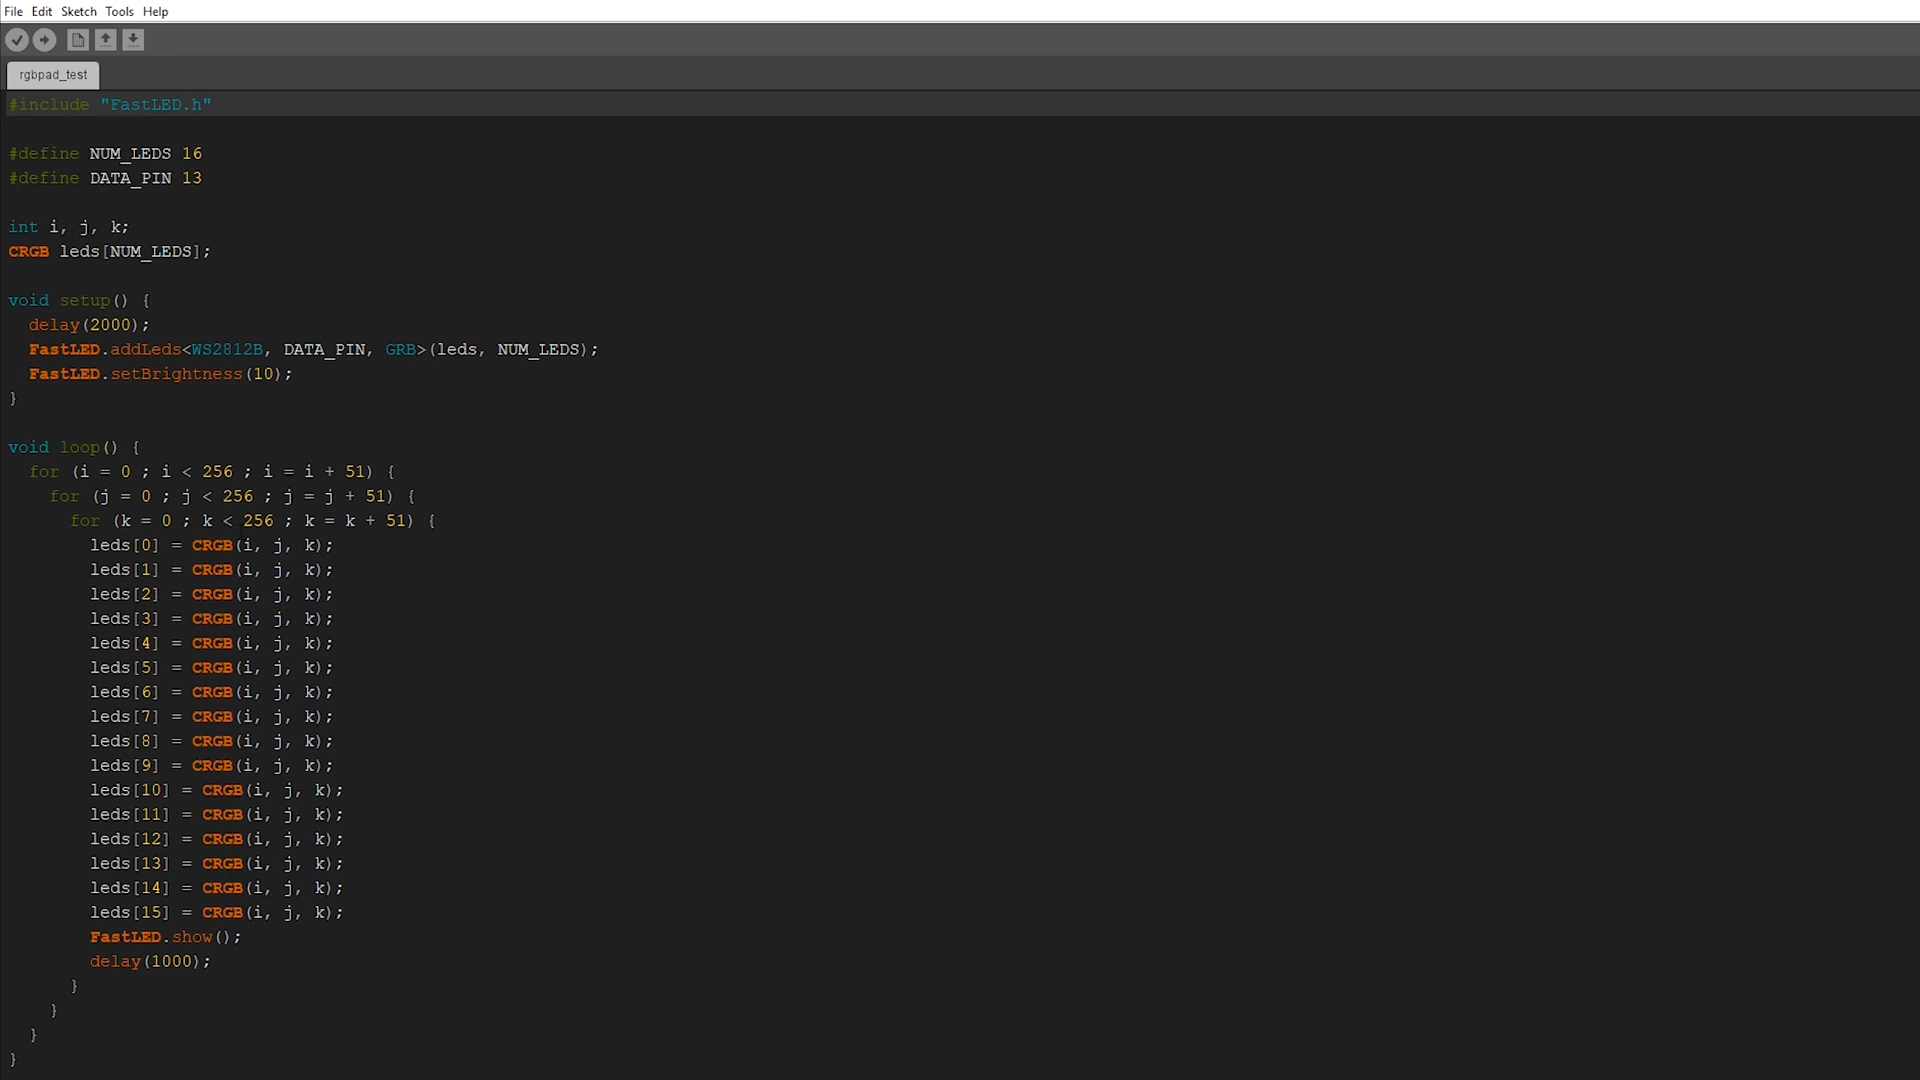 File Edit Sketch Tools Help
rgbpad_test
#include "FastLED.h"
#define NUM_LEDS 16
#define DATA_PIN 13
int i, j, k;
CRGB leds[NUM_LEDS];
void setup() {
  delay(2000);
  FastLED.addLeds<WS2812B, DATA_PIN, GRB>(leds, NUM_LEDS);
  FastLED.setBrightness(10);
}
void loop() {
  for (i = 0 ; i < 256 ; i = i + 51) {
    for (j = 0 ; j < 256 ; j = j + 51) {
      for (k = 0 ; k < 256 ; k = k + 51) {
        leds[0] = CRGB(i, j, k);
        leds[1] = CRGB(i, j, k);
        leds[2] = CRGB(i, j, k);
        leds[3] = CRGB(i, j, k);
        leds[4] = CRGB(i, j, k);
        leds[5] = CRGB(i, j, k);
        leds[6] = CRGB(i, j, k);
        leds[7] = CRGB(i, j, k);
        leds[8] = CRGB(i, j, k);
        leds[9] = CRGB(i, j, k);
        leds[10] = CRGB(i, j, k);
        leds[11] = CRGB(i, j, k);
        leds[12] = CRGB(i, j, k);
        leds[13] = CRGB(i, j, k);
        leds[14] = CRGB(i, j, k);
        leds[15] = CRGB(i, j, k);
        FastLED.show();
        delay(1000);
      }
    }
  }
}